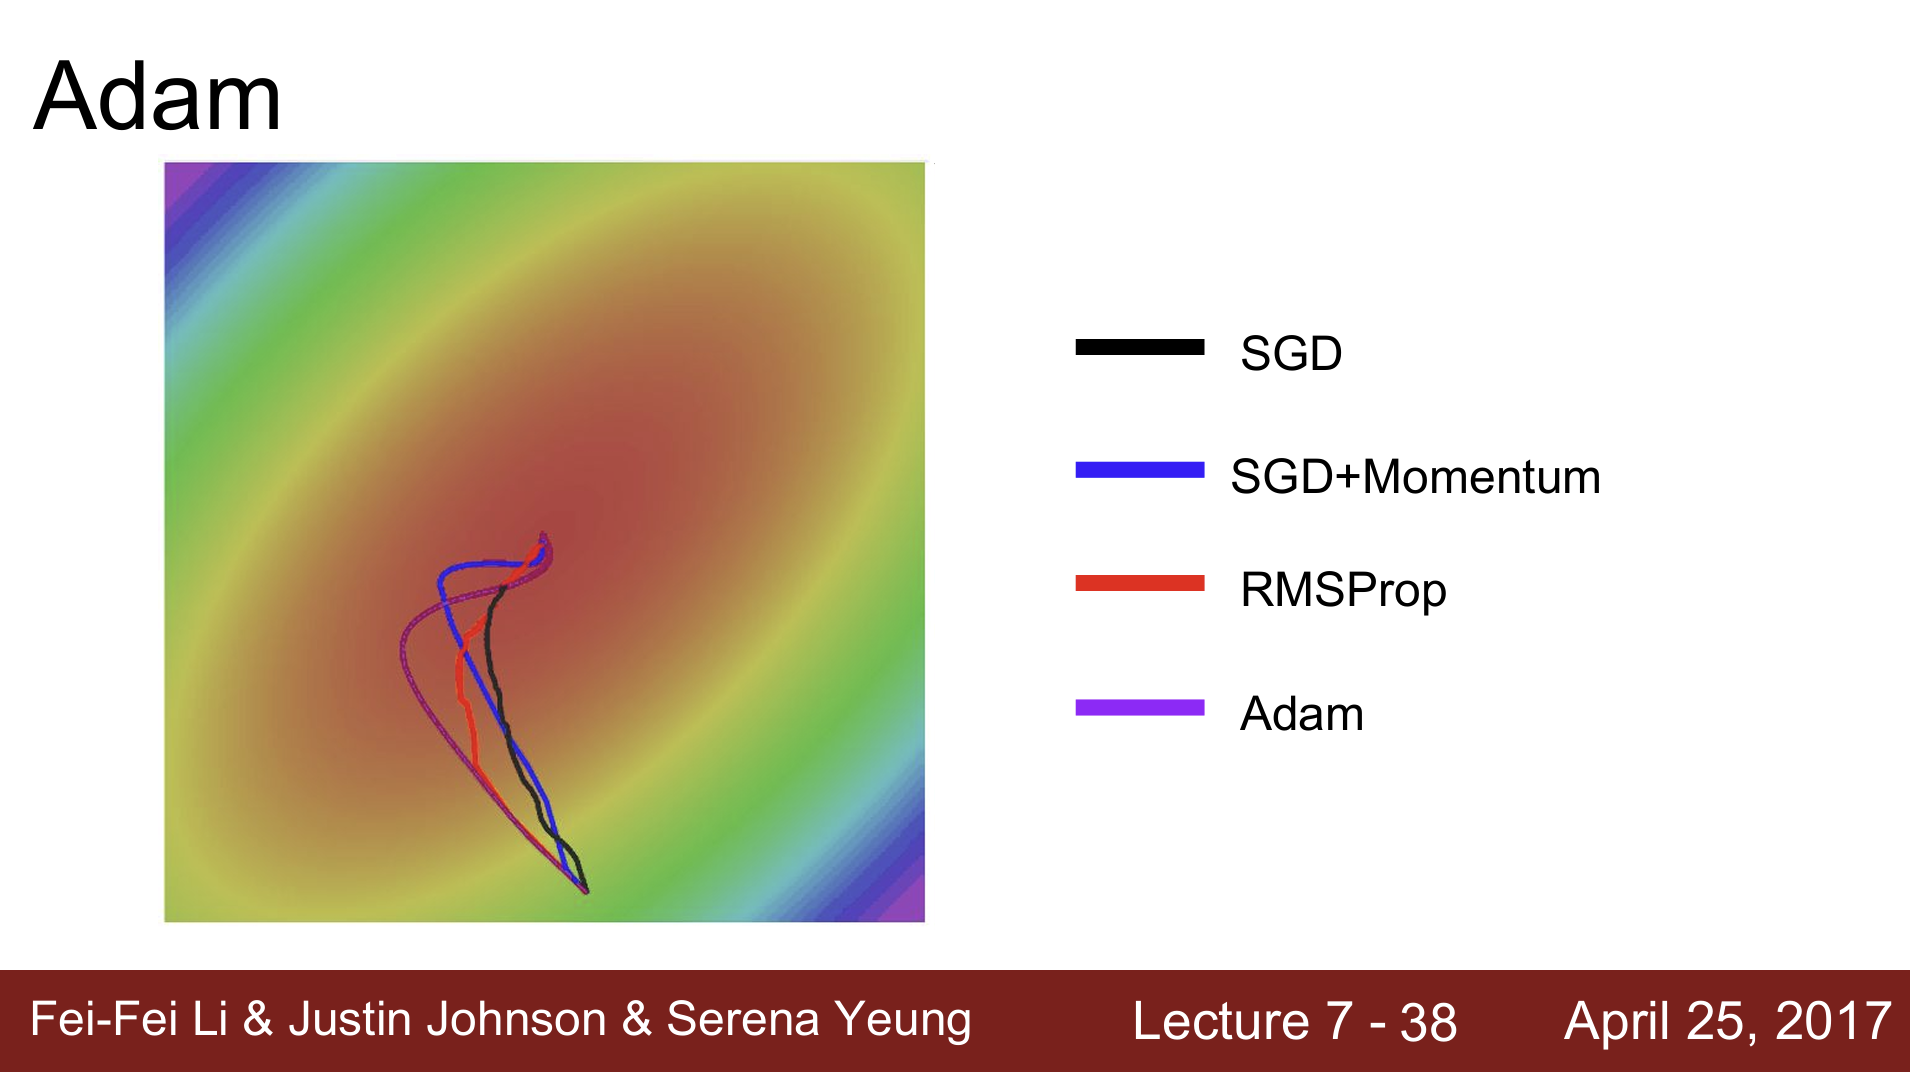 Adam
SGD
SGD+Momentum
RMSProp
Adam
Fei-Fei Li & Justin Johnson & Serena Yeung
Lecture 7 - 38
April 25, 2017